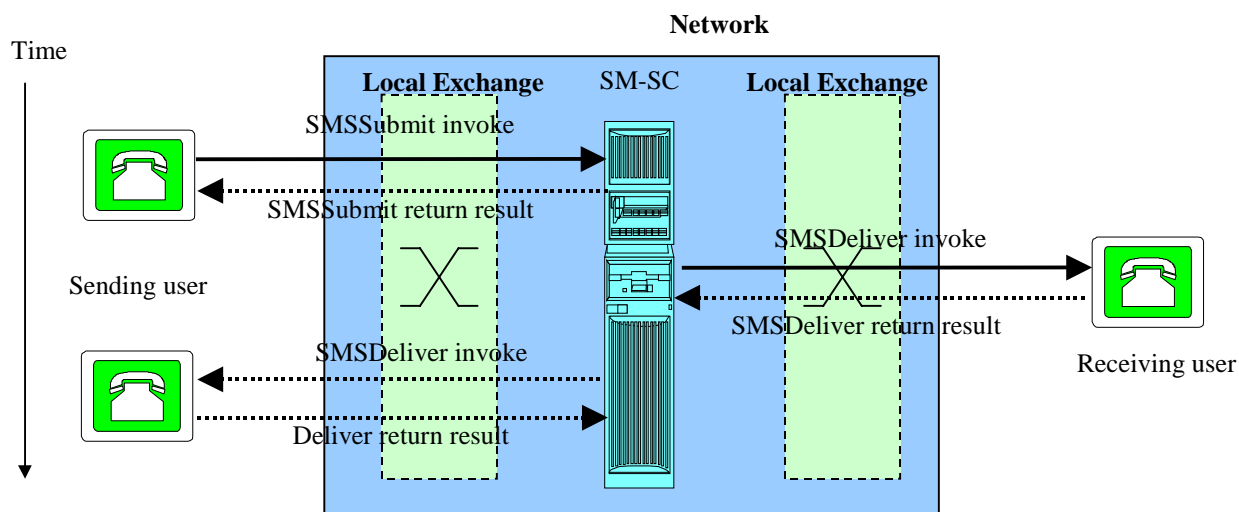 Network
Time
Local Exchange
SM-SC
Local Exchange
SMSSubmit invoke
SMSSubmit return result
SMSDeliver invoke
Sending user
SMSDeliver return result
SMSDeliver invoke
Receiving user
Deliver return result